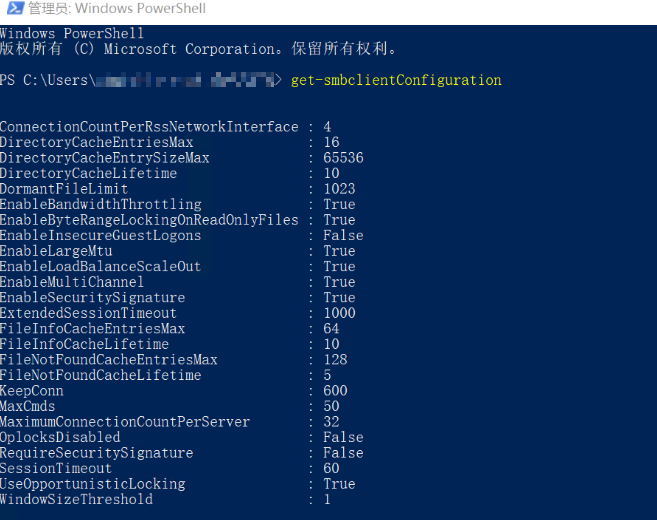 管理员: Windows PowerShell
Windows PowerShell
版权所有 (C) Microsoft Corporation。保留所有权利。
PS C:\Users\> get-smbclientConfiguration
ConnectionCountPerRssNetworkInterface : 4
DirectoryCacheEntriesMax : 16
DirectoryCacheEntrySizeMax : 65536
DirectoryCacheLifetime : 10
DormantFileLimit : 1023
EnableBandwidthThrottling : True
EnableByteRangeLockingOnReadOnlyFiles : True
EnableInsecureGuestLogons : False
EnableLargeMtu : True
EnableLoadBalanceScaleOut : True
EnableMultiChannel : True
EnableSecuritySignature : True
ExtendedSessionTimeout : 1000
FileInfoCacheEntriesMax : 64
FileInfoCacheLifetime : 10
FileNotFoundCacheEntriesMax : 128
FileNotFoundCacheLifetime : 5
KeepConn : 600
MaxCmds : 50
MaximumConnectionCountPerServer : 32
OplocksDisabled : False
RequireSecuritySignature : False
SessionTimeout : 60
UseOpportunisticLocking : True
WindowSizeThreshold : 1